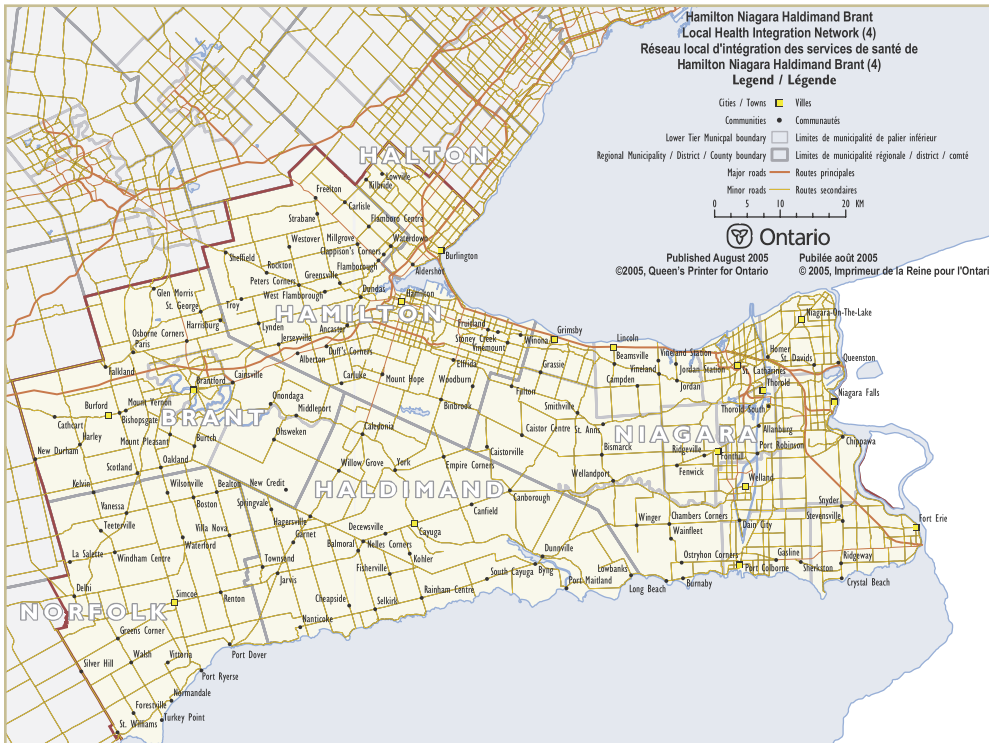 Hamilton Niagara Haldimand Brant
Local Health Integration Network (4)
Réseau local d'intégration des services de santé de
Hamilton Niagara Haldimand Brant (4)
Legend / Légende
Cities / Towns Villes
Communities Communautés
Lower Tier Municpal boundary Limites de municipalité de palier inférieur
Regional Municipality / District / County boundary Limites de municipalité régionale / district / comté
Major roads Routes principales
Minor roads Routes secondaires
0 5 10 20 KM
Ontario
Published August 2005 Pubilée août 2005
©2005, Queen's Printer for Ontario © 2005, Imprimeur de la Reine pour l'Ontari
HALTON
Lowville
Kilbride
Freelton
Carlisle
Strabane
Flamboro Centre
Westover
Millgrove
Waterdown
Clappison's Corners
Burlington
Sheffield
Rockton
Flamborough
Aldershot
Greensville
Peters Corners
Dundas
Glen Morris
West Flamborough
Hamilton
St. George
Troy
HAMILTON
Harrisburg
Lynden
Ancaster
Fruitland
Osborne Corners
Jerseyville
Stoney Creek
Winona
Grimsby
Paris
Vinemount
Lincoln
Duff's Corners
Alberton
Falkland
Elfrida
Grassie
Beamsville
Vineland Station
Cainsville
Brantford
Carluke
Mount Hope
Woodburn
Campden
Vineland
Jordan Station
Jordan
Homer
St. Davids
Niagara-On-The-Lake
Queenston
St. Catharines
Thorold
Niagara Falls
Onondaga
Middleport
Fulton
Binbrook
Smithville
Burford
Mount Vernon
Bishopsgate
BRANT
Thorold South
Cathcart
Harley
Mount Pleasant
Burtch
Ohsweken
Caledonia
Caistor Centre
St. Anns
NIAGARA
Allanburg
Chippawa
New Durham
Oakland
Scotland
Willow Grove
York
Empire Corners
Caistorville
Bismarck
Ridgeville
Fonthill
Port Robinson
Kelvin
Wilsonville
Bealton
New Credit
HALDIMAND
Wellandport
Fenwick
Welland
Vanessa
Boston
Springvale
Canborough
Canfield
Snyder
Teeterville
Villa Nova
Hagersville
Garnet
Decewsville
Cayuga
Winger
Chambers Corners
Stevensville
Fort Erie
Waterford
Balmoral
Nelles Corners
Wainfleet
Dain City
La Salette
Windham Centre
Townsend
Kohler
Dunnville
Ostryhon Corners
Gasline
Ridgeway
Fisherville
Byng
Lowbanks
Port Colborne
Sherkston
Delhi
Jarvis
South Cayuga
Port Maitland
Long Beach
Burnaby
Crystal Beach
Simcoe
Renton
Cheapside
Selkirk
Rainham Centre
NORFOLK
Nanticoke
Greens Corner
Silver Hill
Walsh
Vittoria
Port Dover
Port Ryerse
Normandale
Forestville
Turkey Point
St. Williams